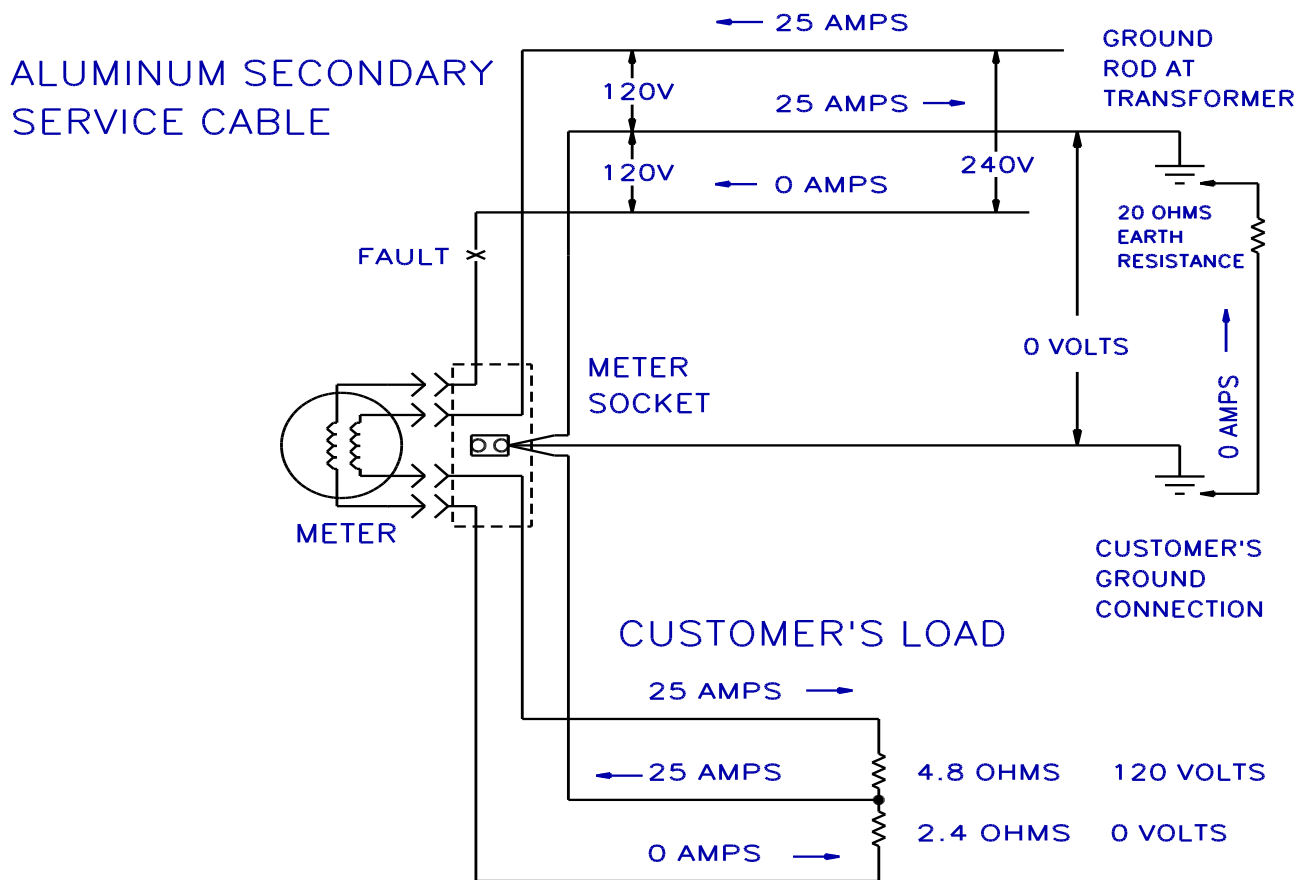 25 AMPS
ALUMINUM SECONDARY
SERVICE CABLE
GROUND
ROD AT
TRANSFORMER
120V
25 AMPS
120V
240V
0 AMPS
20 OHMS
EARTH
RESISTANCE
FAULT
0 VOLTS
0 AMPS
METER
SOCKET
METER
CUSTOMER'S
GROUND
CONNECTION
CUSTOMER'S LOAD
25 AMPS
25 AMPS
4.8 OHMS 120 VOLTS
2.4 OHMS 0 VOLTS
0 AMPS